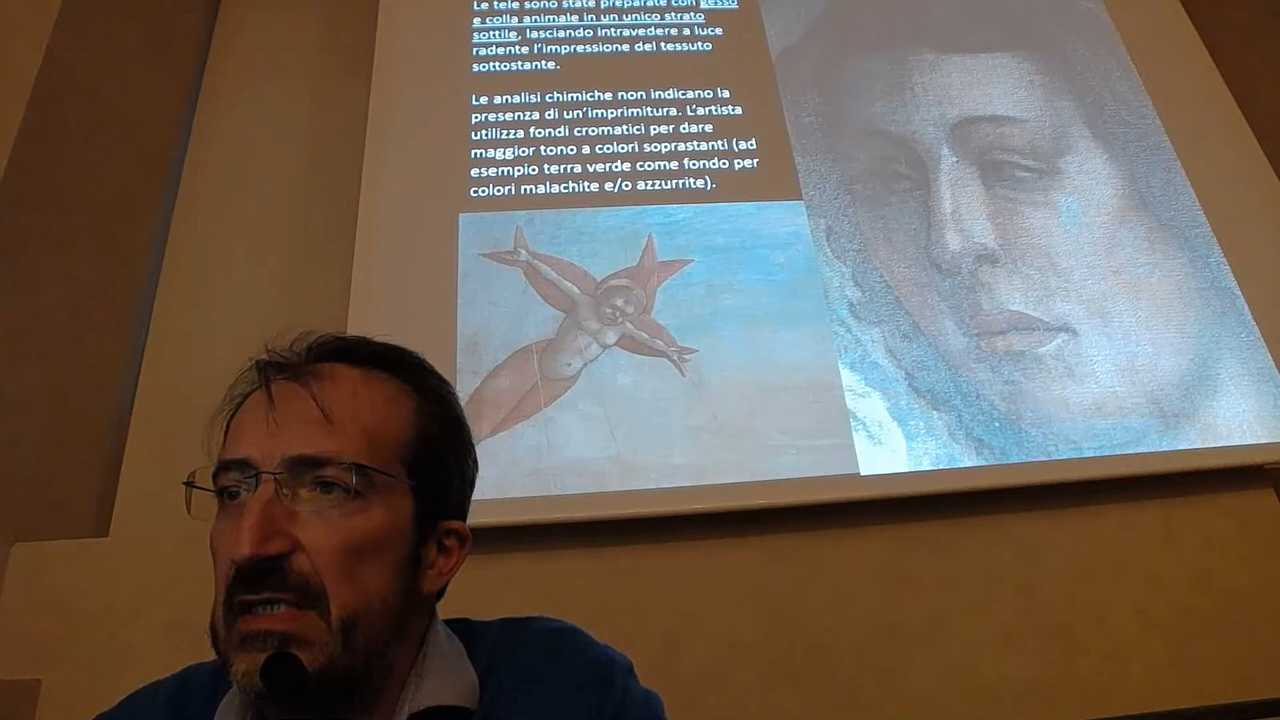 Le tele sono state preparate con gesso
e colla animale in un unico strato
sottile, lasciando intravedere a luce
radente l'impressione del tessuto
sottostante.
Le analisi chimiche non indicano la
presenza di un'imprimitura. L'artista
utilizza fondi cromatici per dare
maggior tono a colori soprastanti (ad
esempio terra verde come fondo per
colori malachite e/o azzurrite).